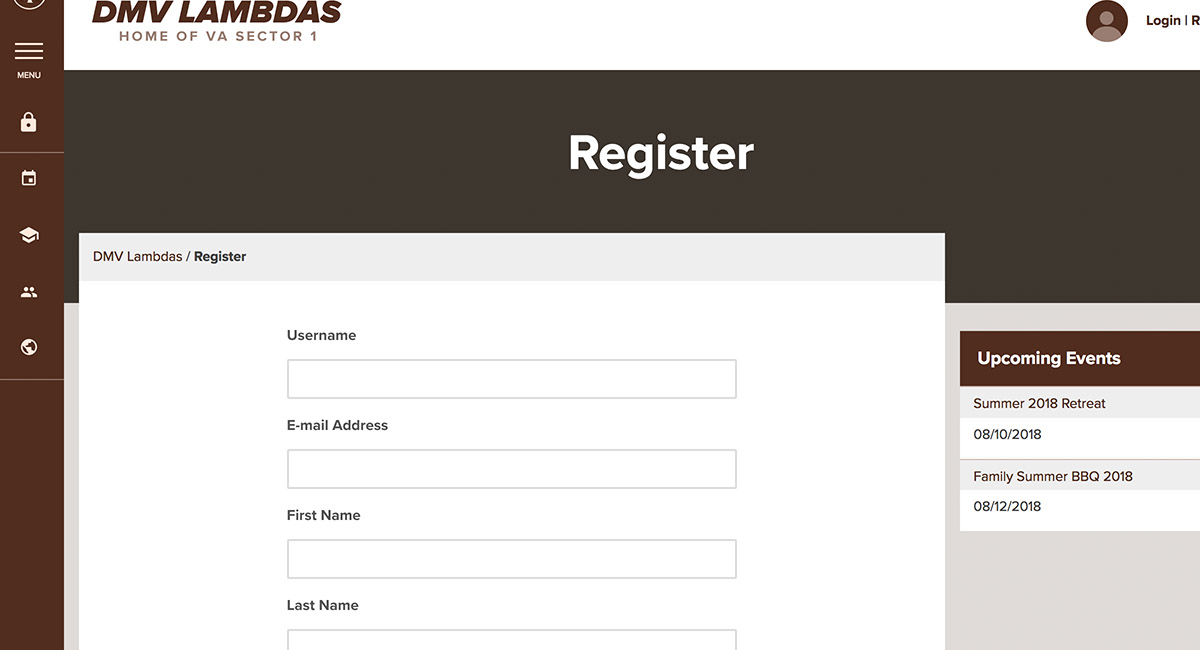 DMV LAMBDAS
HOME OF VA SECTOR 1
Login | R
MENU
Register
DMV Lambdas / Register
Username
E-mail Address
First Name
Last Name
Upcoming Events
Summer 2018 Retreat
08/10/2018
Family Summer BBQ 2018
08/12/2018